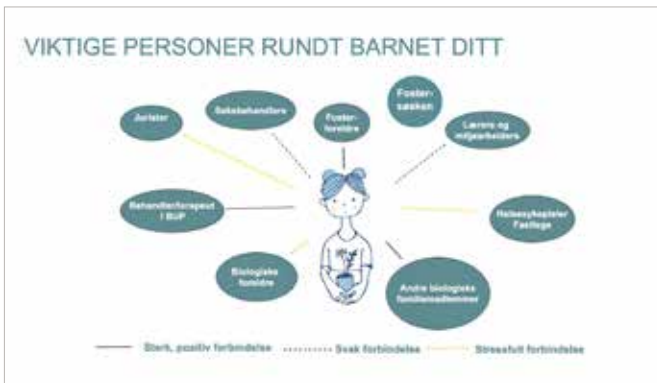 VIKTIGE PERSONER RUNDT BARNET DITT
Jurister
Saksbehandlere
Foster-
foreldre
Foster-
søsken
Lærere og
miljøarbeidere
Behandler/terapeut
i BUP
Helsesykepleier
Fastlege
Biologiske
foreldre
Andre biologiske
familiemedlemmer
Sterk, positiv forbindelse
Svak forbindelse
Stressfull forbindelse